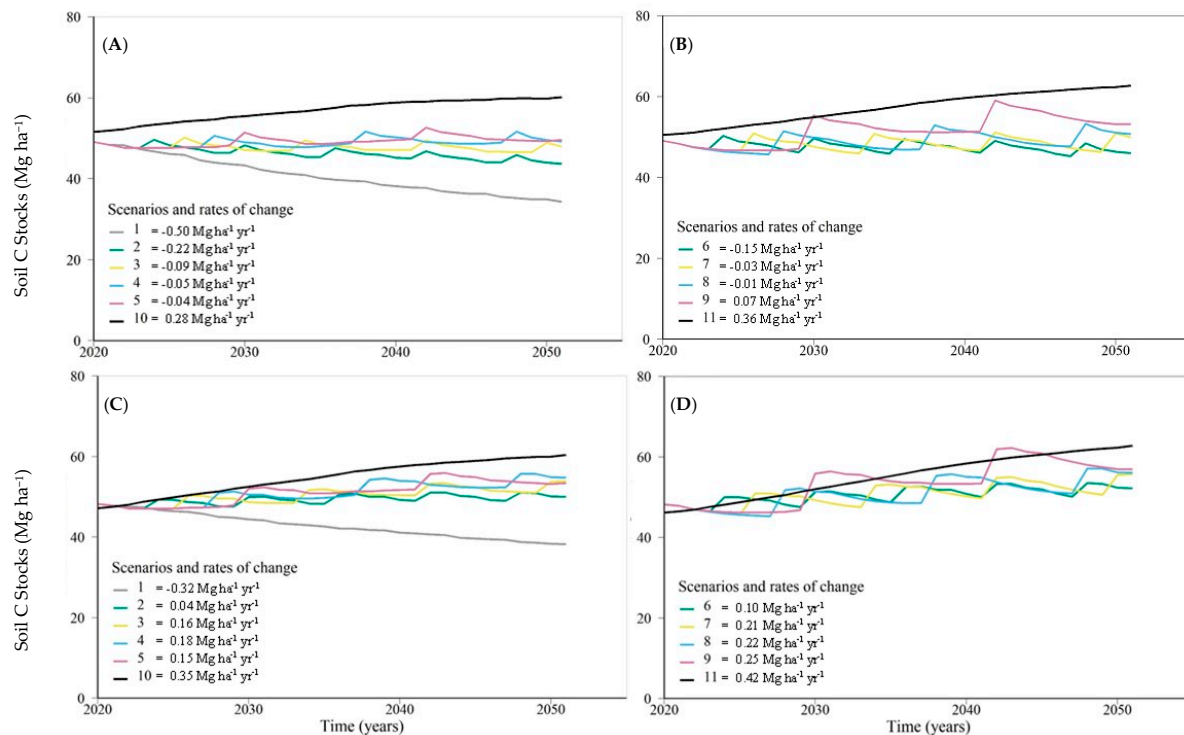 80
60
40
20
0
Soil C Stocks (Mg ha⁻¹)
(A)
Scenarios and rates of change
1 = -0.50 Mg ha⁻¹ yr⁻¹
2 = -0.22 Mg ha⁻¹ yr⁻¹
3 = -0.09 Mg ha⁻¹ yr⁻¹
4 = -0.05 Mg ha⁻¹ yr⁻¹
5 = -0.04 Mg ha⁻¹ yr⁻¹
10 = 0.28 Mg ha⁻¹ yr⁻¹
2020 2030 2040 2050
80
60
40
20
0
(B)
Scenarios and rates of change
6 = -0.15 Mg ha⁻¹ yr⁻¹
7 = -0.03 Mg ha⁻¹ yr⁻¹
8 = -0.01 Mg ha⁻¹ yr⁻¹
9 = 0.07 Mg ha⁻¹ yr⁻¹
11 = 0.36 Mg ha⁻¹ yr⁻¹
2020 2030 2040 2050
80
60
40
20
0
Soil C Stocks (Mg ha⁻¹)
(C)
Scenarios and rates of change
1 = -0.32 Mg ha⁻¹ yr⁻¹
2 = 0.04 Mg ha⁻¹ yr⁻¹
3 = 0.16 Mg ha⁻¹ yr⁻¹
4 = 0.18 Mg ha⁻¹ yr⁻¹
5 = 0.15 Mg ha⁻¹ yr⁻¹
10 = 0.35 Mg ha⁻¹ yr⁻¹
2020 2030 2040 2050
Time (years)
80
60
40
20
0
(D)
Scenarios and rates of change
6 = 0.10 Mg ha⁻¹ yr⁻¹
7 = 0.21 Mg ha⁻¹ yr⁻¹
8 = 0.22 Mg ha⁻¹ yr⁻¹
9 = 0.25 Mg ha⁻¹ yr⁻¹
11 = 0.42 Mg ha⁻¹ yr⁻¹
2020 2030 2040 2050
Time (years)